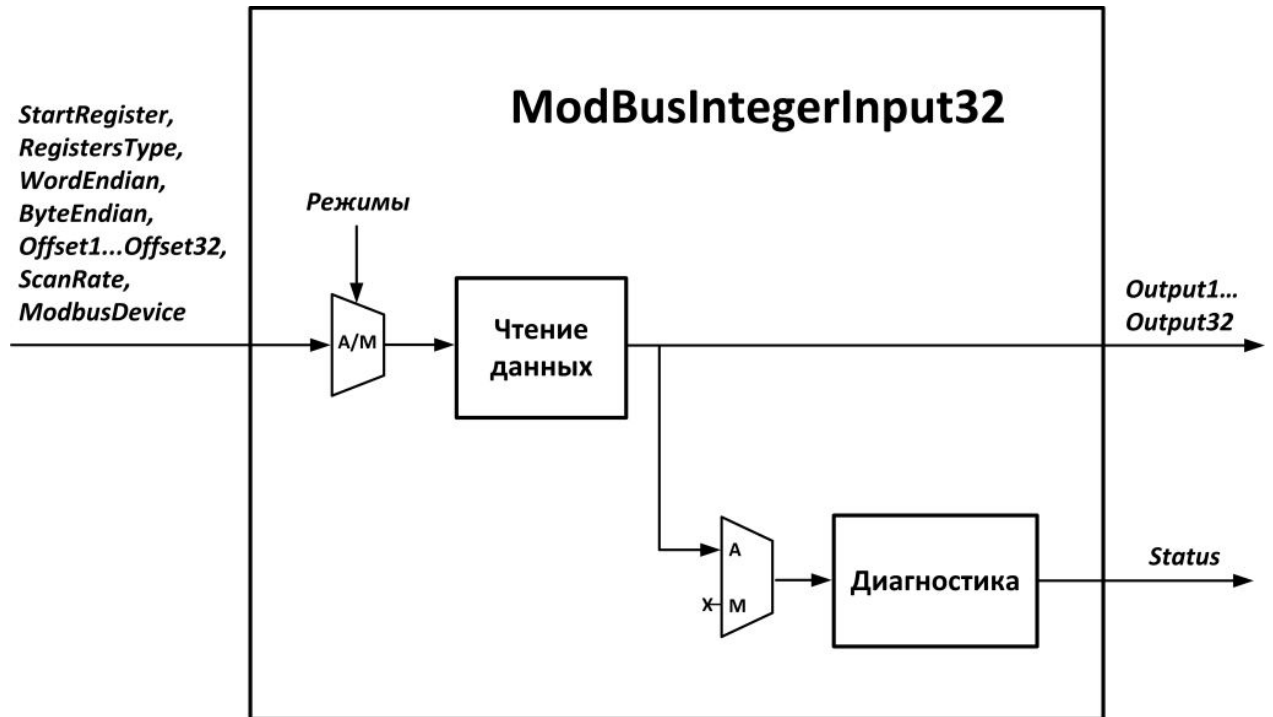 ModBusIntegerInput32
StartRegister,
RegistersType,
WordEndian,
ByteEndian,
Offset1...Offset32,
ScanRate,
ModbusDevice
Режимы
A/M
Чтение
данных
Output1...
Output32
A
M
Диагностика
Status